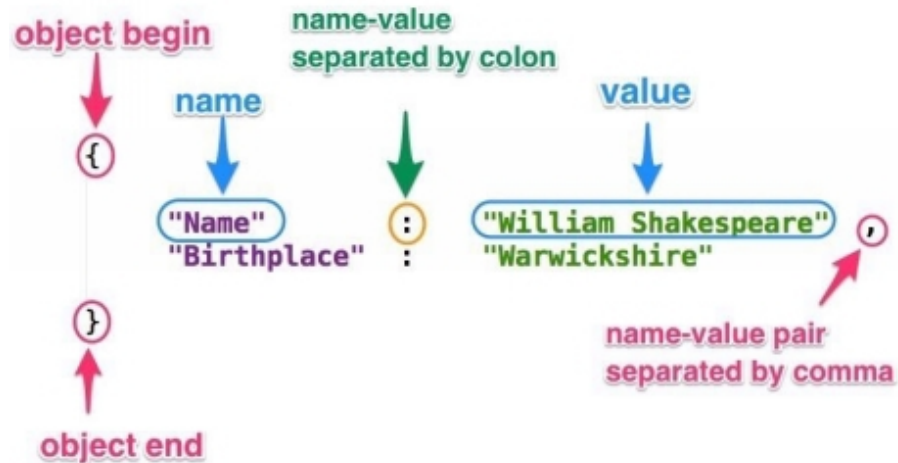 object begin
name-value
separated by colon
name
value
{
"Name" : "William Shakespeare" ,
"Birthplace" : "Warwickshire"
}
name-value pair
separated by comma
object end